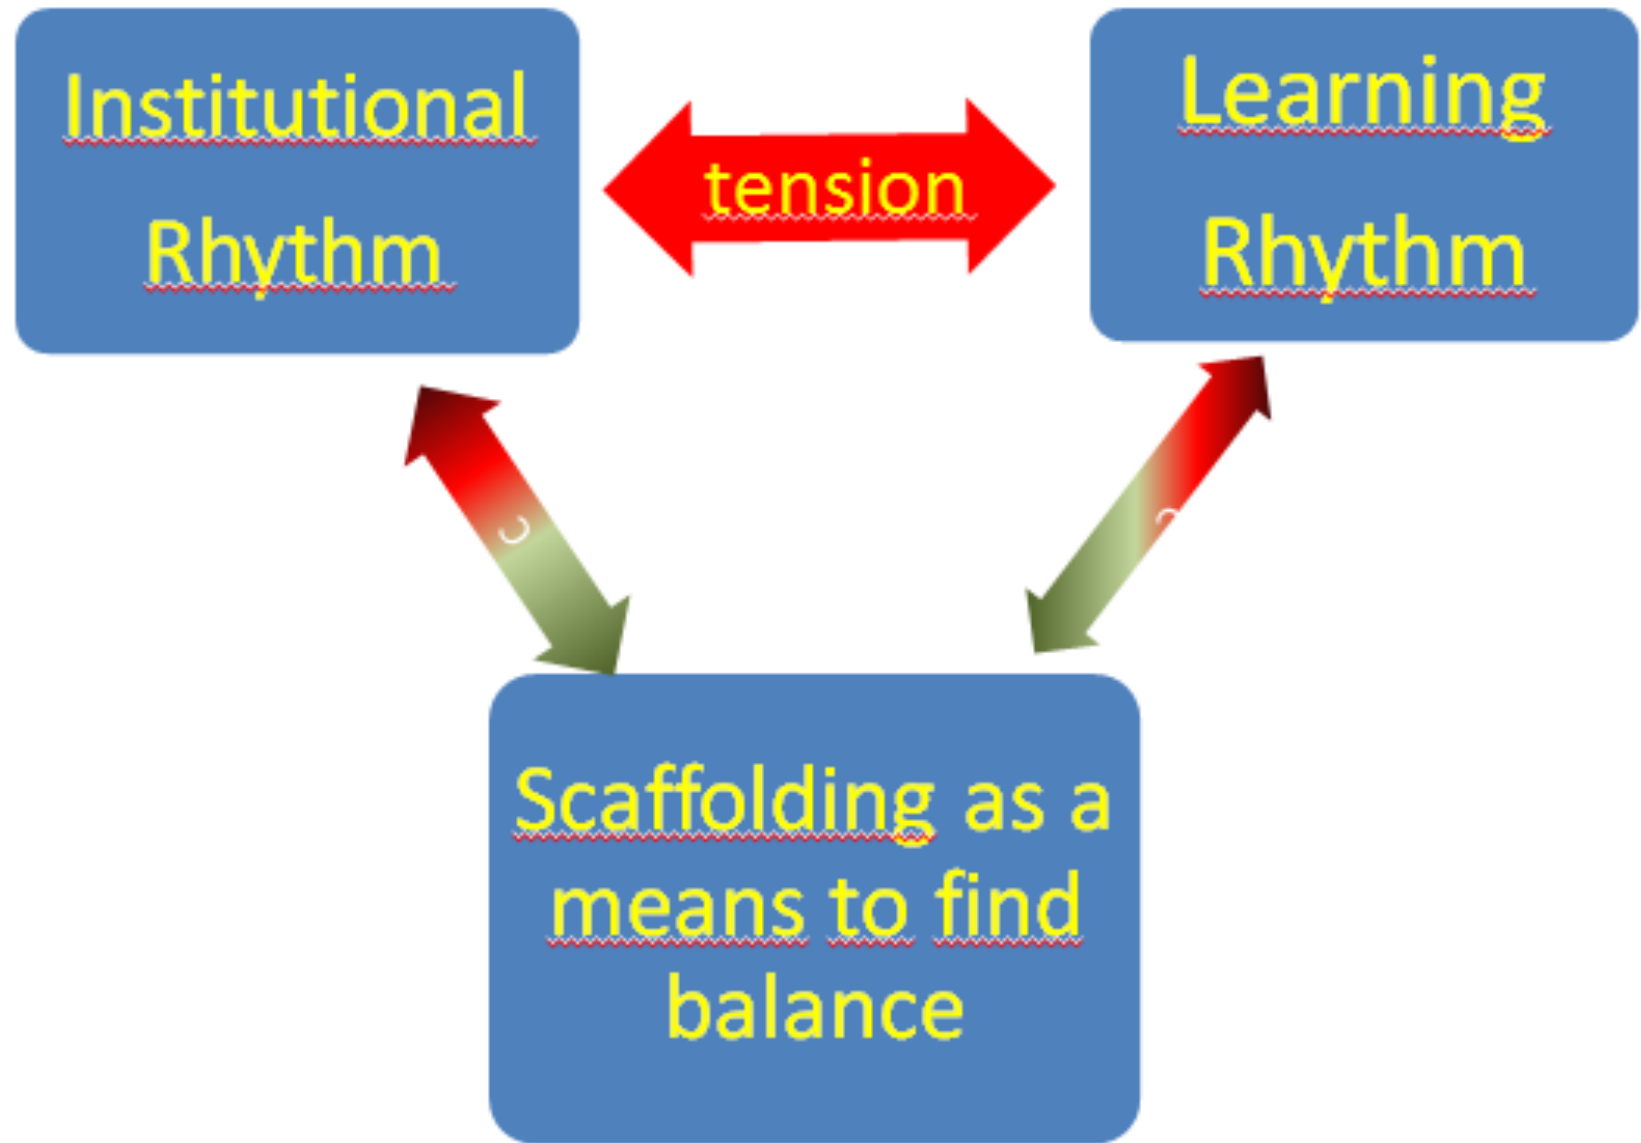 Institutional
Rhythm
tension
Learning
Rhythm
Scaffolding as a
means to find
balance